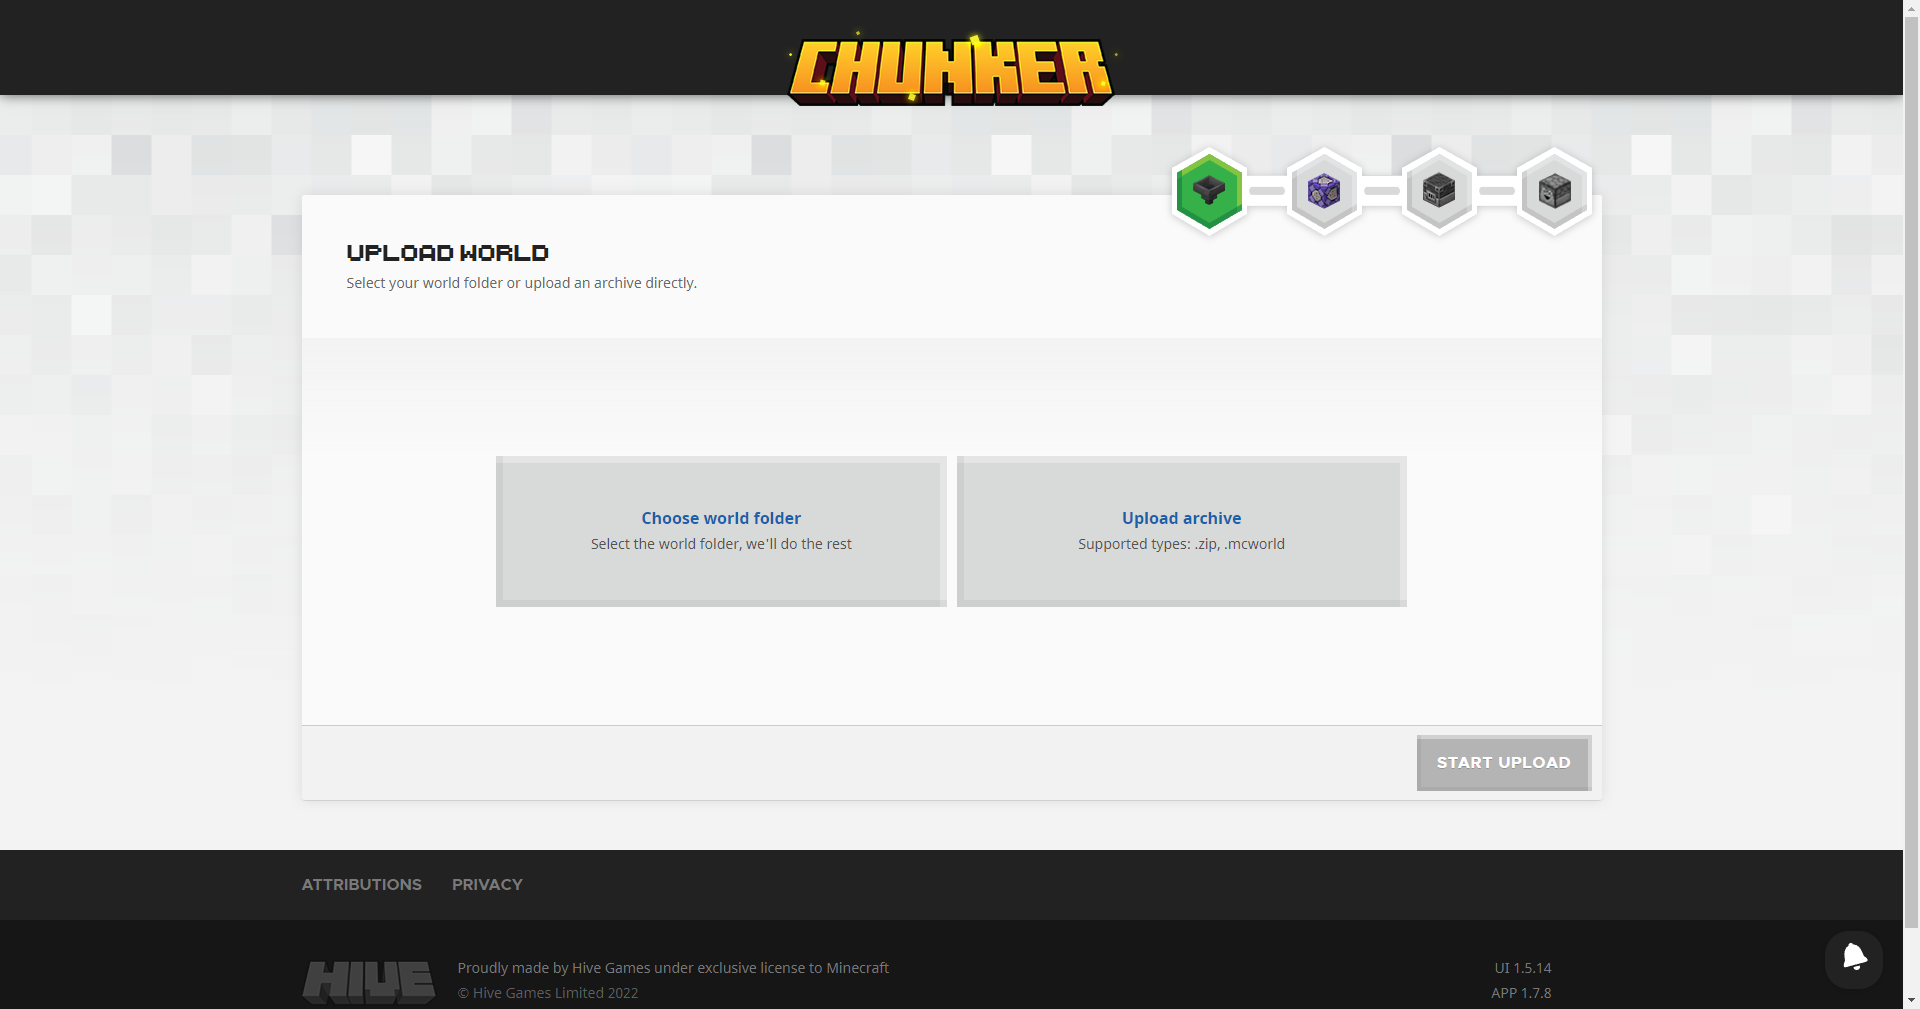 CHUNKER
UPLOAD WORLD
Select your world folder or upload an archive directly.
Choose world folder
Select the world folder, we'll do the rest
Upload archive
Supported types: .zip, .mcworld
START UPLOAD
ATTRIBUTIONS PRIVACY
HIVE
Proudly made by Hive Games under exclusive license to Minecraft
© Hive Games Limited 2022
UI 1.5.14
APP 1.7.8